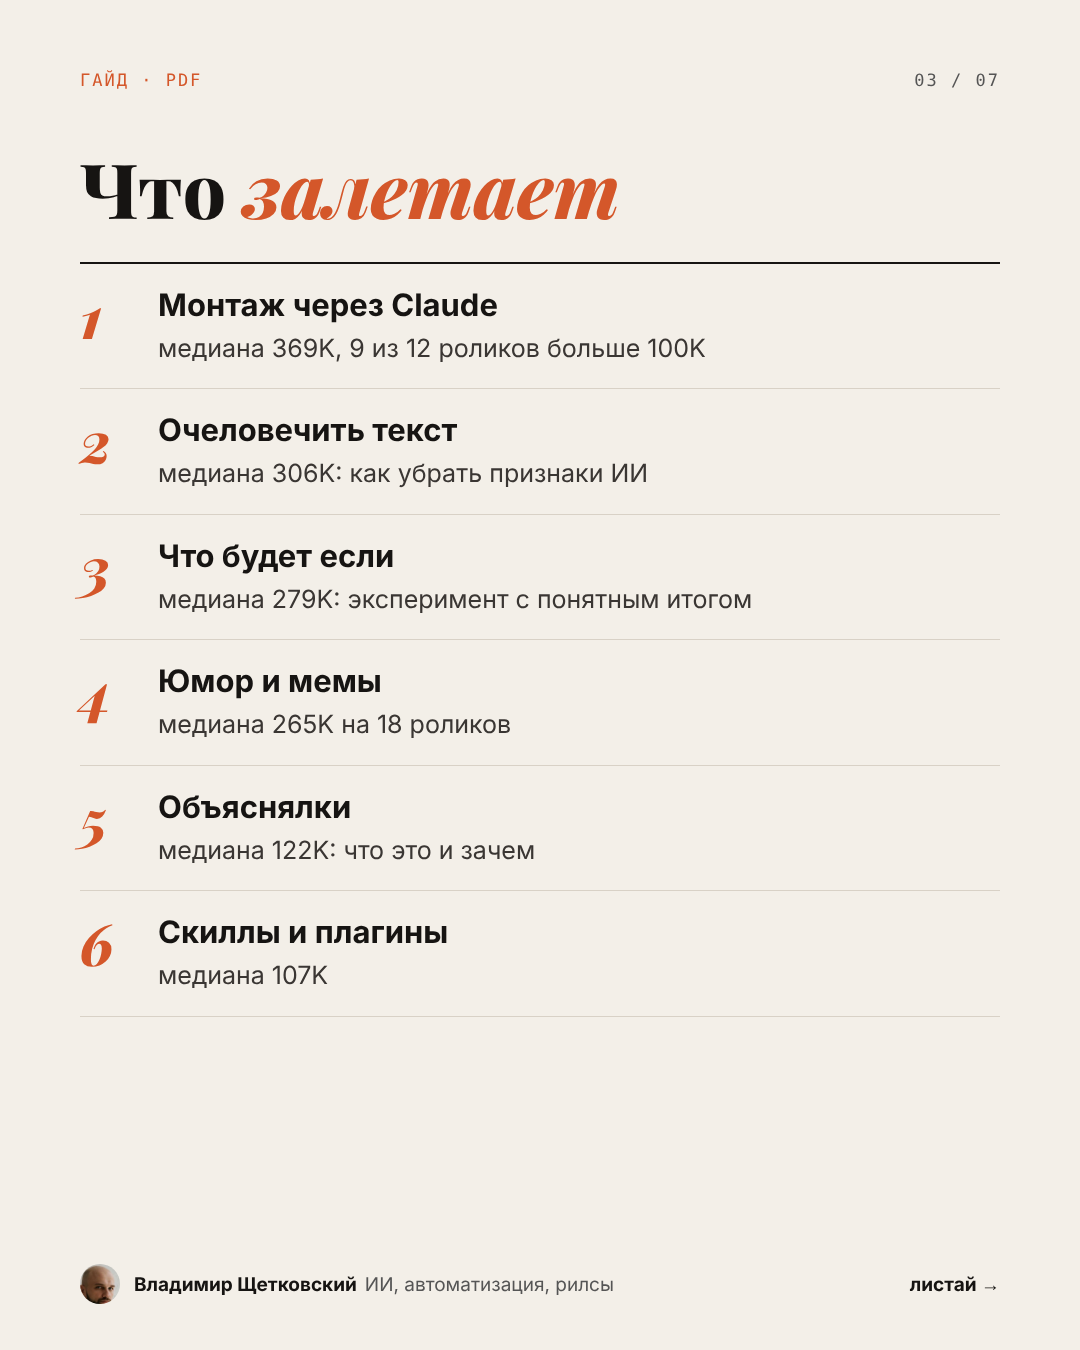 ГАЙД · PDF
03 / 07
Что залетает
1
Монтаж через Claude
медиана 369K, 9 из 12 роликов больше 100K
2
Очеловечить текст
медиана 306K: как убрать признаки ИИ
3
Что будет если
медиана 279K: эксперимент с понятным итогом
4
Юмор и мемы
медиана 265K на 18 роликов
5
Объяснялки
медиана 122K: что это и зачем
6
Скиллы и плагины
медиана 107K
Владимир Щетковский ИИ, автоматизация, рилсы
листай →